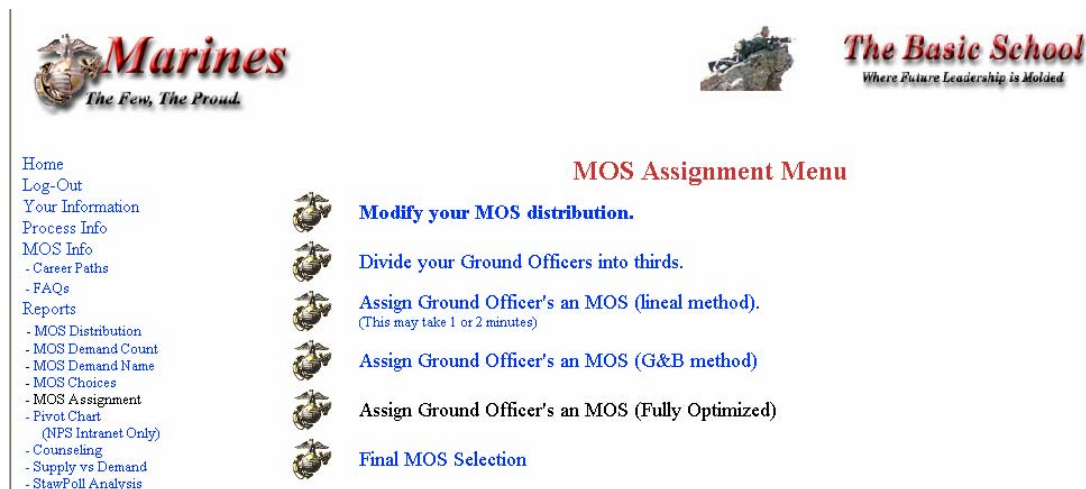 Marines
The Few, The Proud.
The Basic School
Where Future Leadership is Molded
Home
Log-Out
Your Information
Process Info
MOS Info
- Career Paths
- FAQs
Reports
- MOS Distribution
- MOS Demand Count
- MOS Demand Name
- MOS Choices
- MOS Assignment
- Pivot Chart
(NPS Intranet Only)
- Counseling
- Supply vs Demand
- StawPoll Analysis
MOS Assignment Menu
Modify your MOS distribution.
Divide your Ground Officers into thirds.
Assign Ground Officer's an MOS (lineal method).
(This may take 1 or 2 minutes)
Assign Ground Officer's an MOS (G&B method)
Assign Ground Officer's an MOS (Fully Optimized)
Final MOS Selection